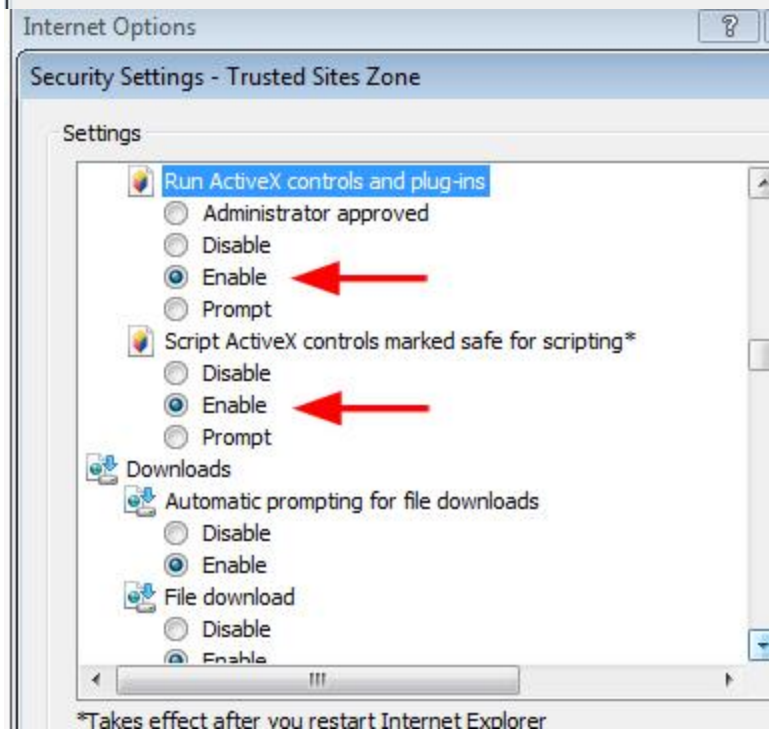 Internet Options
Security Settings - Trusted Sites Zone
Settings
Run ActiveX controls and plug-ins
Administrator approved
Disable
Enable
Prompt
Script ActiveX controls marked safe for scripting*
Disable
Enable
Prompt
Downloads
Automatic prompting for file downloads
Disable
Enable
File download
Disable
Enable
*Takes effect after you restart Internet Explorer